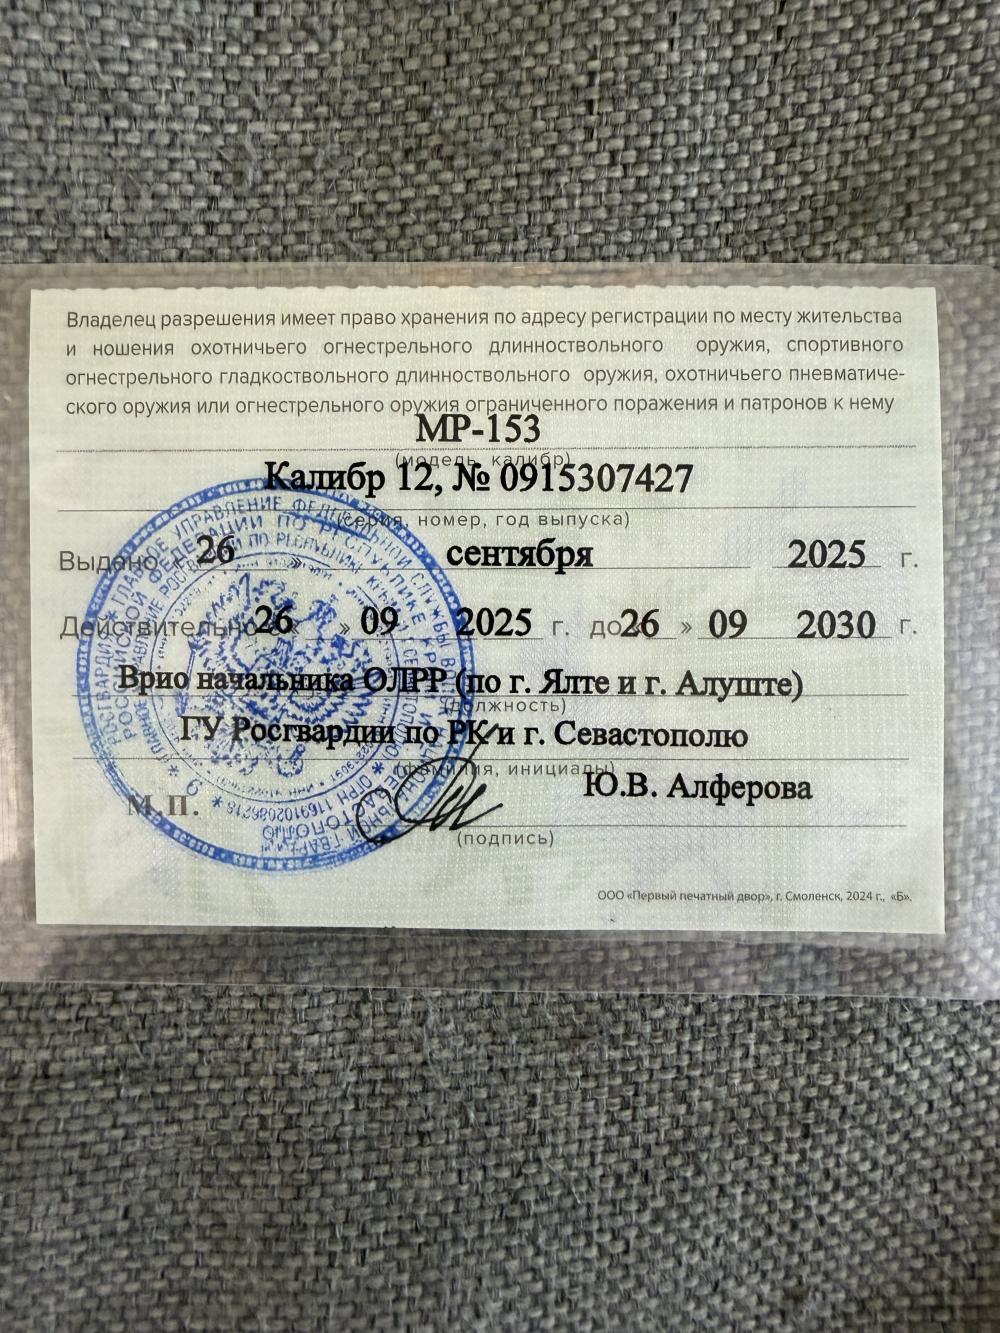 Владелец разрешения имеет право хранения по адресу регистрации по месту жительства
и ношения охотничьего огнестрельного длинноствольного оружия, спортивного
огнестрельного гладкоствольного длинноствольного оружия, охотничьего пневматиче-
ского оружия или огнестрельного оружия ограниченного поражения и патронов к нему
МР-153
(модель, калибр)
Калибр 12, № 0915307427
(серия, номер, год выпуска)
Выдано « 26 » сентября 2025 г.
Действительно с « 26 » 09 2025 г. до « 26 » 09 2030 г.
Врио начальника ОЛРР (по г. Ялте и г. Алуште)
(должность)
ГУ Росгвардии по РК и г. Севастополю
(фамилия, инициалы)
Ю.В. Алферова
М.П.
(подпись)
ООО «Первый печатный двор», г. Смоленск, 2024 г., «Б».